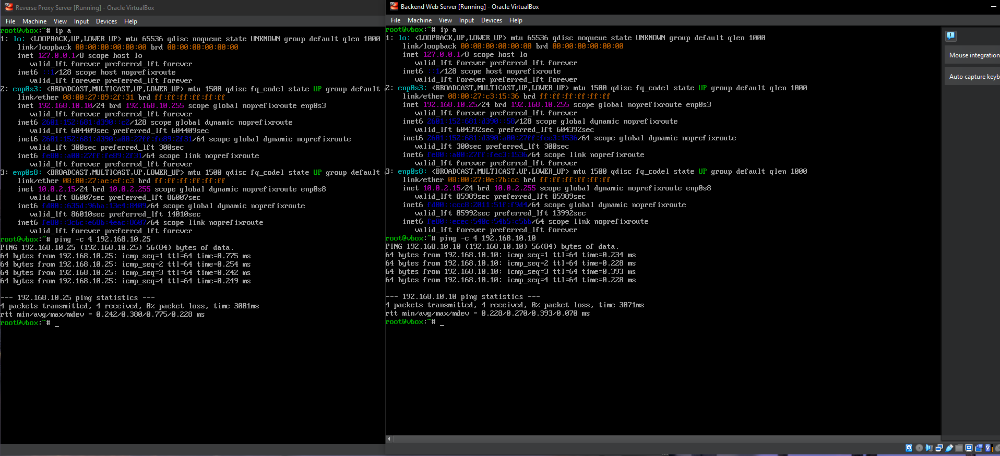 Reverse Proxy Server [Running] - Oracle VirtualBox
File Machine View Input Devices Help
root@vbox:~# ip a
1: lo: <LOOPBACK,UP,LOWER_UP> mtu 65536 qdisc noqueue state UNKNOWN group default qlen 1000
link/loopback 00:00:00:00:00:00 brd 00:00:00:00:00:00
inet 127.0.0.1/8 scope host lo
valid_lft forever preferred_lft forever
inet6 ::1/128 scope host noprefixroute
valid_lft forever preferred_lft forever
2: enp0s3: <BROADCAST,MULTICAST,UP,LOWER_UP> mtu 1500 qdisc fq_codel state UP group default
link/ether 08:00:27:89:2f:31 brd ff:ff:ff:ff:ff:ff
inet 192.168.10.10/24 brd 192.168.10.255 scope global noprefixroute enp0s3
valid_lft forever preferred_lft forever
inet6 2601:152:601:d390::c2/128 scope global dynamic noprefixroute
valid_lft 604409sec preferred_lft 604409sec
inet6 2601:152:601:d390:a00:27ff:fe89:2f31/64 scope global dynamic noprefixroute
valid_lft 300sec preferred_lft 300sec
inet6 fe80::a00:27ff:fe89:2f31/64 scope link noprefixroute
valid_lft forever preferred_lft forever
3: enp0s8: <BROADCAST,MULTICAST,UP,LOWER_UP> mtu 1500 qdisc fq_codel state UP group default
link/ether 08:00:27:ae:ef:c3 brd ff:ff:ff:ff:ff:ff
inet 10.0.2.15/24 brd 10.0.2.255 scope global dynamic noprefixroute enp0s8
valid_lft 86007sec preferred_lft 86007sec
inet6 scope global dynamic noprefixroute
valid_lft 86010sec preferred_lft 14010sec
inet6 scope link noprefixroute
valid_lft forever preferred_lft forever
root@vbox:~# ping -c 4 192.168.10.25
PING 192.168.10.25 (192.168.10.25) 56(84) bytes of data.
64 bytes from 192.168.10.25: icmp_seq=1 ttl=64 time=0.775 ms
64 bytes from 192.168.10.25: icmp_seq=2 ttl=64 time=0.254 ms
64 bytes from 192.168.10.25: icmp_seq=3 ttl=64 time=0.242 ms
64 bytes from 192.168.10.25: icmp_seq=4 ttl=64 time=0.249 ms
--- 192.168.10.25 ping statistics ---
4 packets transmitted, 4 received, 0% packet loss, time 3081ms
rtt min/avg/max/mdev = 0.242/0.380/0.775/0.228 ms
root@vbox:~# _
Backend Web Server [Running] - Oracle VirtualBox
File Machine View Input Devices Help
root@vbox:~# ip a
1: lo: <LOOPBACK,UP,LOWER_UP> mtu 65536 qdisc noqueue state UNKNOWN group default qlen 1000
link/loopback 00:00:00:00:00:00 brd 00:00:00:00:00:00
inet 127.0.0.1/8 scope host lo
valid_lft forever preferred_lft forever
inet6 ::1/128 scope host noprefixroute
valid_lft forever preferred_lft forever
2: enp0s3: <BROADCAST,MULTICAST,UP,LOWER_UP> mtu 1500 qdisc fq_codel state UP group default qlen 1000
link/ether 08:00:27:c3:15:36 brd ff:ff:ff:ff:ff:ff
inet 192.168.10.25/24 brd 192.168.10.255 scope global noprefixroute enp0s3
valid_lft forever preferred_lft forever
inet6 scope global dynamic noprefixroute
valid_lft 604392sec preferred_lft 604392sec
inet6 2601:152:601:d390:a00:27ff:fec3:1536/64 scope global dynamic noprefixroute
valid_lft 300sec preferred_lft 300sec
inet6 fe80::a00:27ff:fec3:1536/64 scope link noprefixroute
valid_lft forever preferred_lft forever
3: enp0s8: <BROADCAST,MULTICAST,UP,LOWER_UP> mtu 1500 qdisc fq_codel state UP group default qlen 1000
link/ether 08:00:27:0e:7b:cc brd ff:ff:ff:ff:ff:ff
inet 10.0.2.15/24 brd 10.0.2.255 scope global dynamic noprefixroute enp0s8
valid_lft 85989sec preferred_lft 85989sec
inet6 scope global dynamic noprefixroute
valid_lft 85992sec preferred_lft 13992sec
inet6 scope link noprefixroute
valid_lft forever preferred_lft forever
root@vbox:~# ping -c 4 192.168.10.10
PING 192.168.10.10 (192.168.10.10) 56(84) bytes of data.
64 bytes from 192.168.10.10: icmp_seq=1 ttl=64 time=0.234 ms
64 bytes from 192.168.10.10: icmp_seq=2 ttl=64 time=0.228 ms
64 bytes from 192.168.10.10: icmp_seq=3 ttl=64 time=0.393 ms
64 bytes from 192.168.10.10: icmp_seq=4 ttl=64 time=0.228 ms
--- 192.168.10.10 ping statistics ---
4 packets transmitted, 4 received, 0% packet loss, time 3071ms
rtt min/avg/max/mdev = 0.228/0.270/0.393/0.070 ms
root@vbox:~# _
Mouse integration
Auto capture keyb